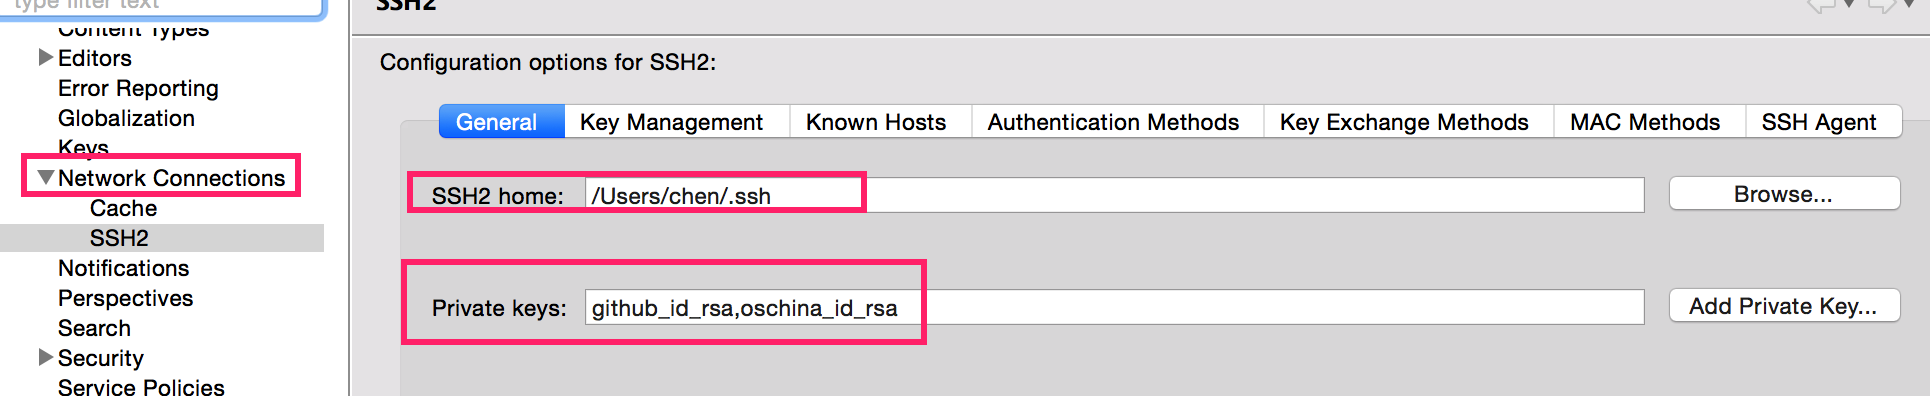 type filter text
Content Types
Editors
Error Reporting
Globalization
Keys
Network Connections
Cache
SSH2
Notifications
Perspectives
Search
Security
Service Policies
SSH2
Configuration options for SSH2:
General Key Management Known Hosts Authentication Methods Key Exchange Methods MAC Methods SSH Agent
SSH2 home: /Users/chen/.ssh Browse...
Private keys: github_id_rsa,oschina_id_rsa Add Private Key...